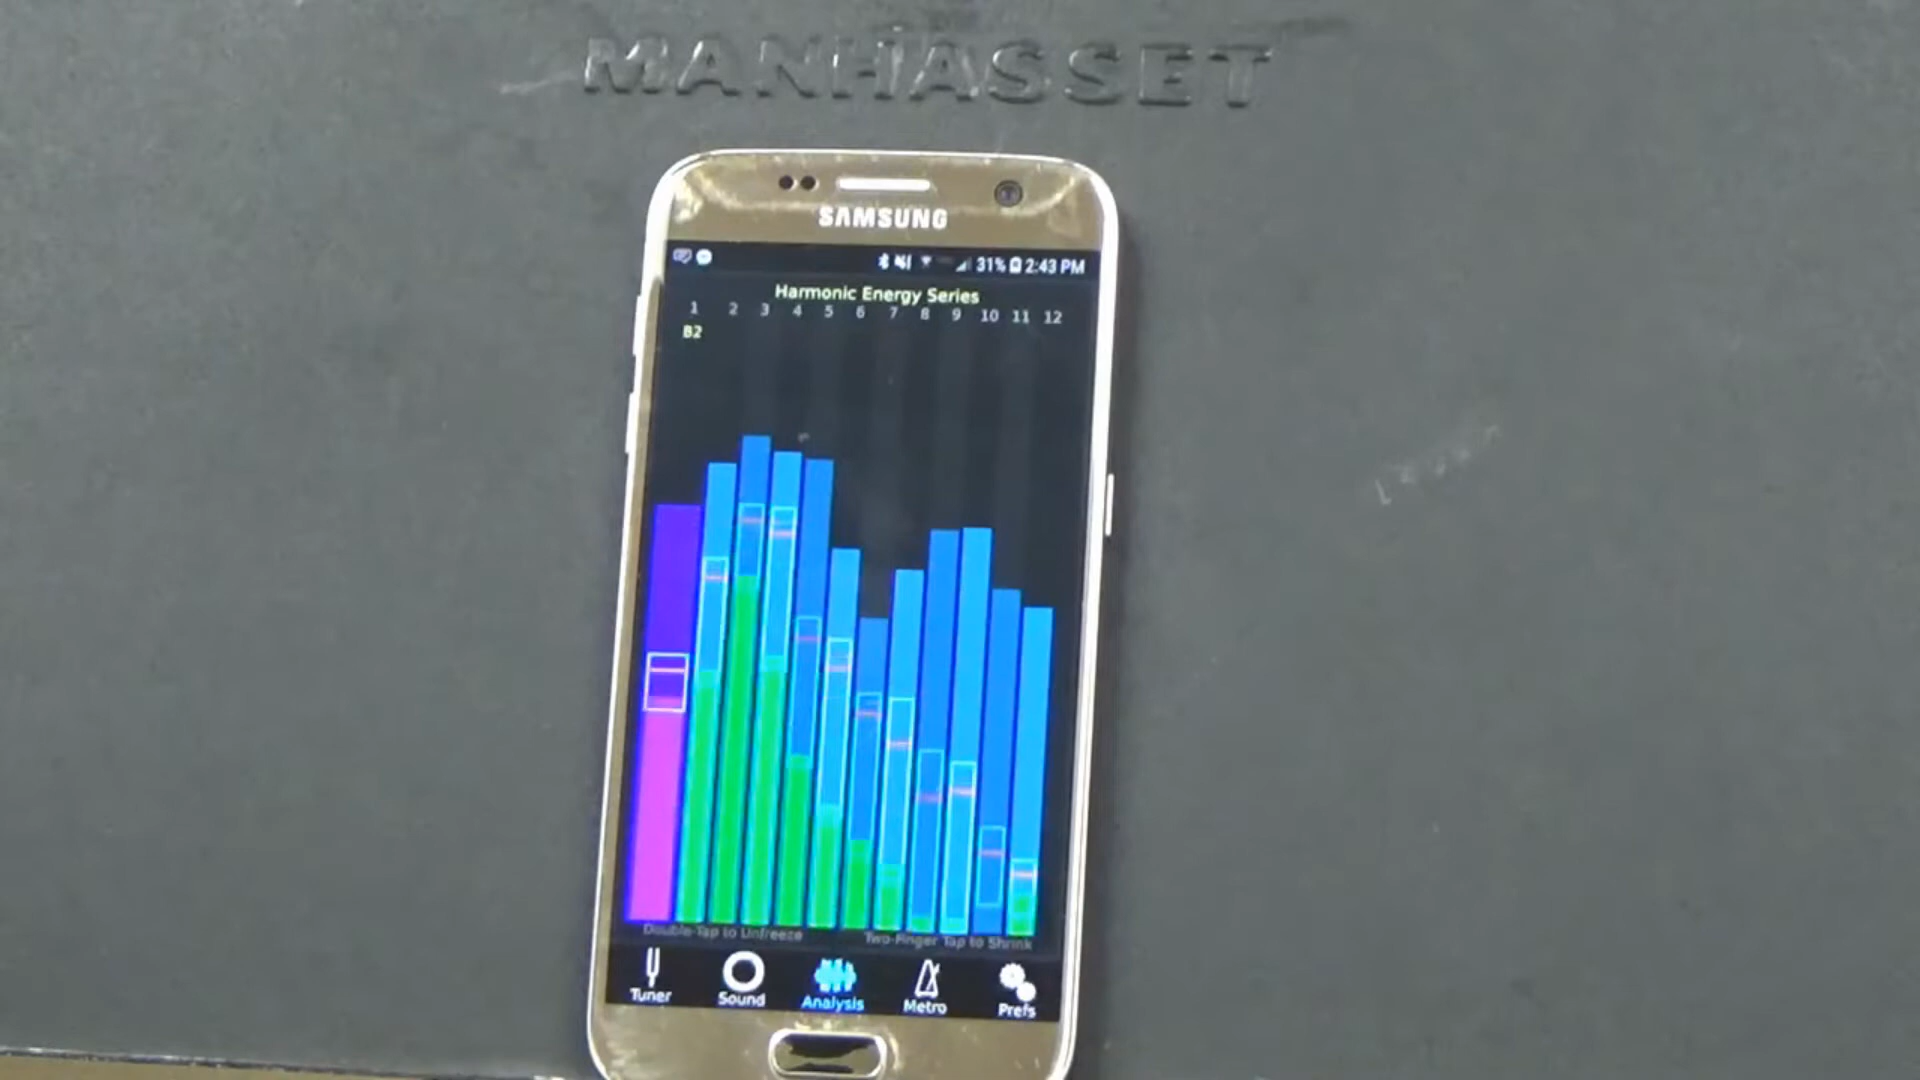 MANHASSET
SAMSUNG
31% 2:43 PM
Harmonic Energy Series
1 2 3 4 5 6 7 8 9 10 11 12
B2
Double-Tap to Unfreeze Two-Finger Tap to Shrink
Tuner Sound Analysis Metro Prefs